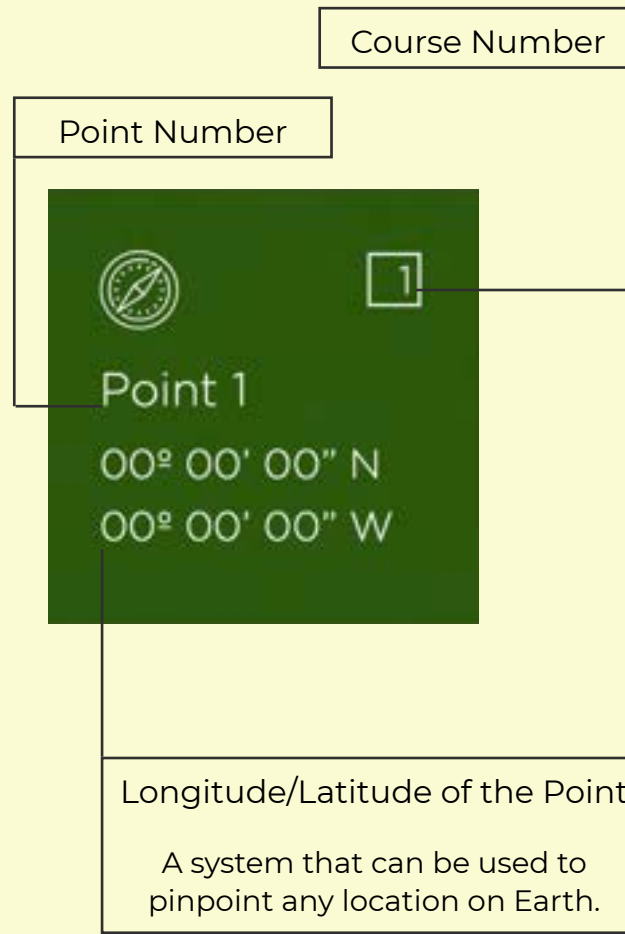 Course Number
Point Number
1
Point 1
00º 00' 00” N
00º 00' 00” W
Longitude/Latitude of the Point
A system that can be used to
pinpoint any location on Earth.